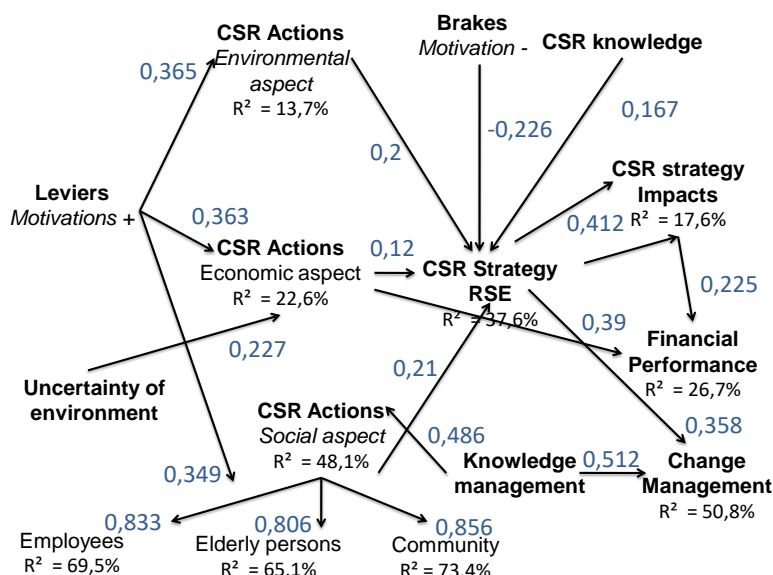 CSR Actions
Environmental
aspect
R² = 13,7%
Brakes
Motivation -
CSR knowledge
0,365
0,2
-0,226
0,167
Leviers
Motivations +
0,363
CSR Actions
Economic aspect
R² = 22,6%
0,12
CSR Strategy
RSE
R² = 37,6%
CSR strategy
Impacts
R² = 17,6%
0,412
0,225
0,227
0,39
Financial
Performance
R² = 26,7%
Uncertainty of
environment
0,21
CSR Actions
Social aspect
R² = 48,1%
0,349
0,486
0,358
Knowledge
management
0,512
Change
Management
R² = 50,8%
0,833
0,806
0,856
Employees
R² = 69,5%
Elderly persons
R² = 65,1%
Community
R² = 73,4%